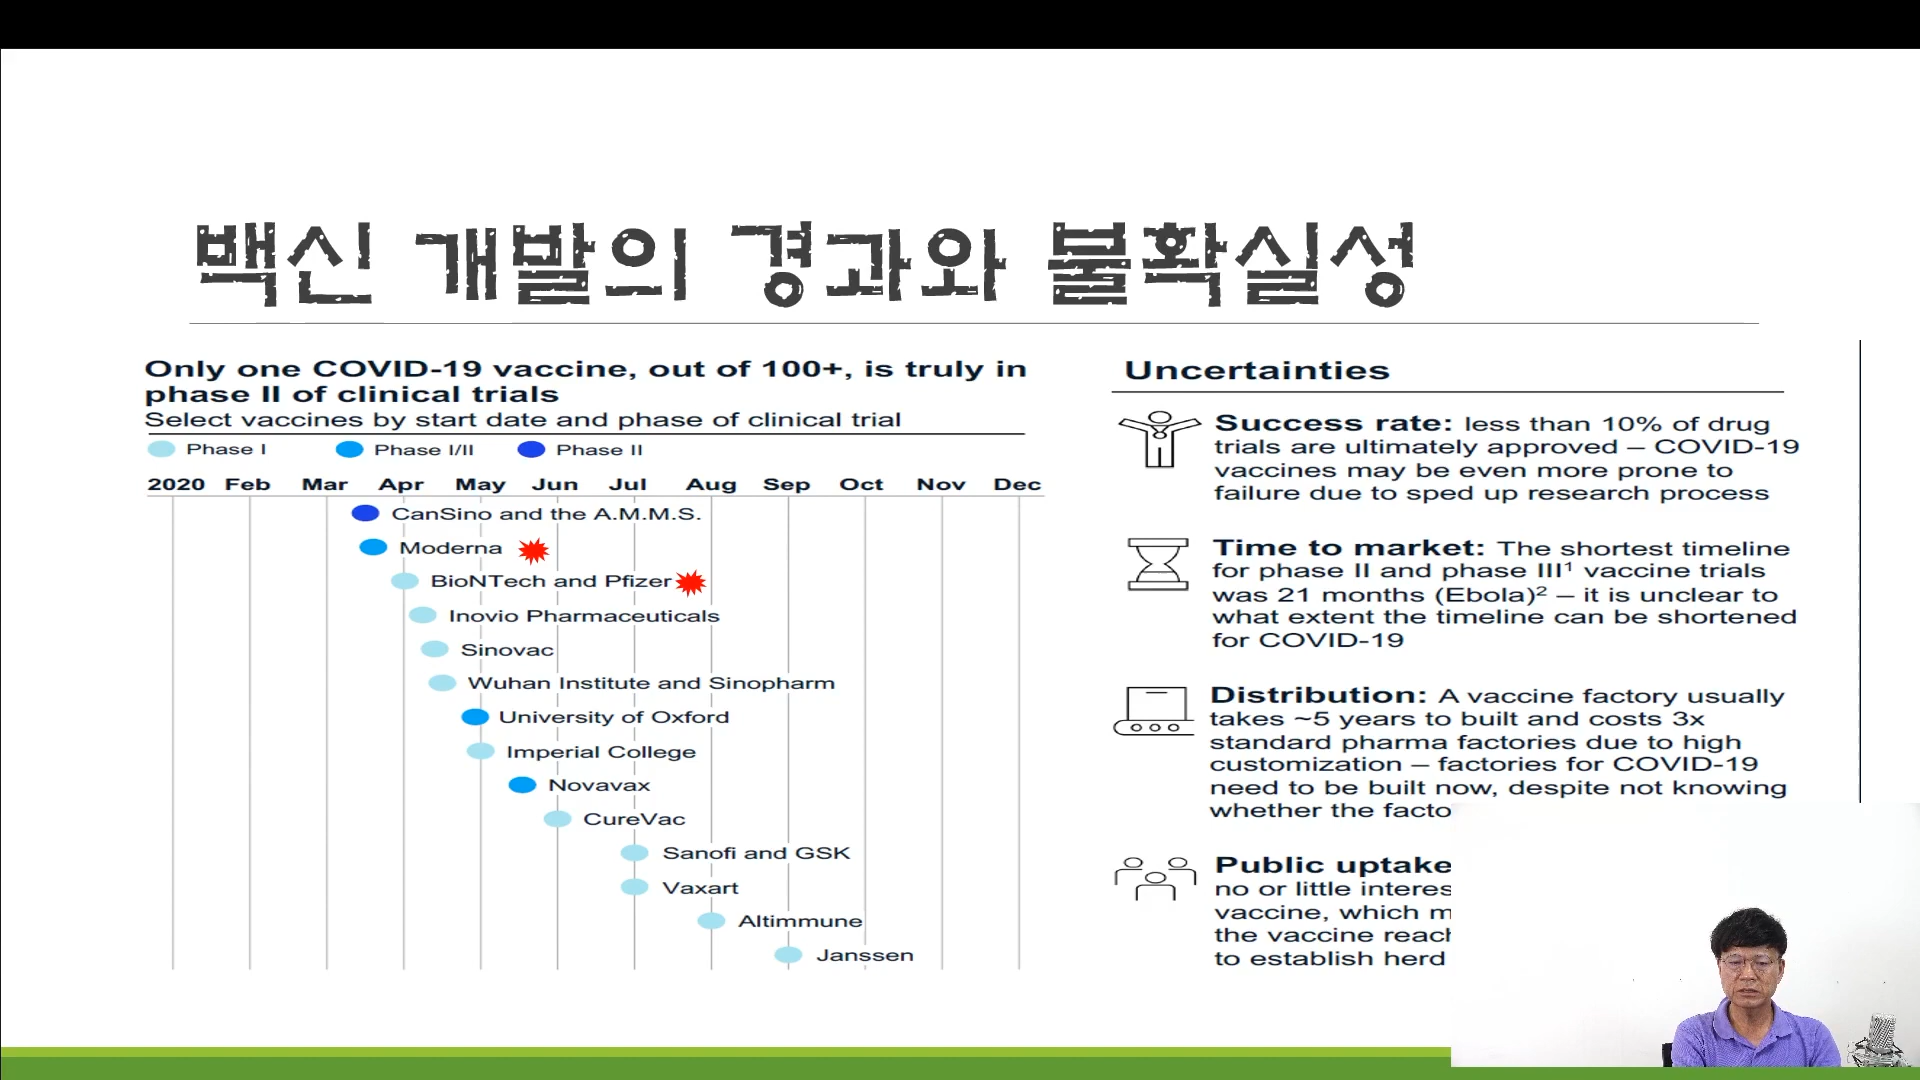 백신 개발의 경과와 불확실성
Only one COVID-19 vaccine, out of 100+, is truly in
phase II of clinical trials
Select vaccines by start date and phase of clinical trial
Phase I Phase I/II Phase II
2020 Feb Mar Apr May Jun Jul Aug Sep Oct Nov Dec
CanSino and the A.M.M.S.
Moderna
BioNTech and Pfizer
Inovio Pharmaceuticals
Sinovac
Wuhan Institute and Sinopharm
University of Oxford
Imperial College
Novavax
CureVac
Sanofi and GSK
Vaxart
Altimmune
Janssen
Uncertainties
Success rate: less than 10% of drug
trials are ultimately approved – COVID-19
vaccines may be even more prone to
failure due to sped up research process
Time to market: The shortest timeline
for phase II and phase III¹ vaccine trials
was 21 months (Ebola)² – it is unclear to
what extent the timeline can be shortened
for COVID-19
Distribution: A vaccine factory usually
takes ~5 years to built and costs 3x
standard pharma factories due to high
customization – factories for COVID-19
need to be built now, despite not knowing
whether the facto
Public uptake
no or little interes
vaccine, which m
the vaccine reach
to establish herd